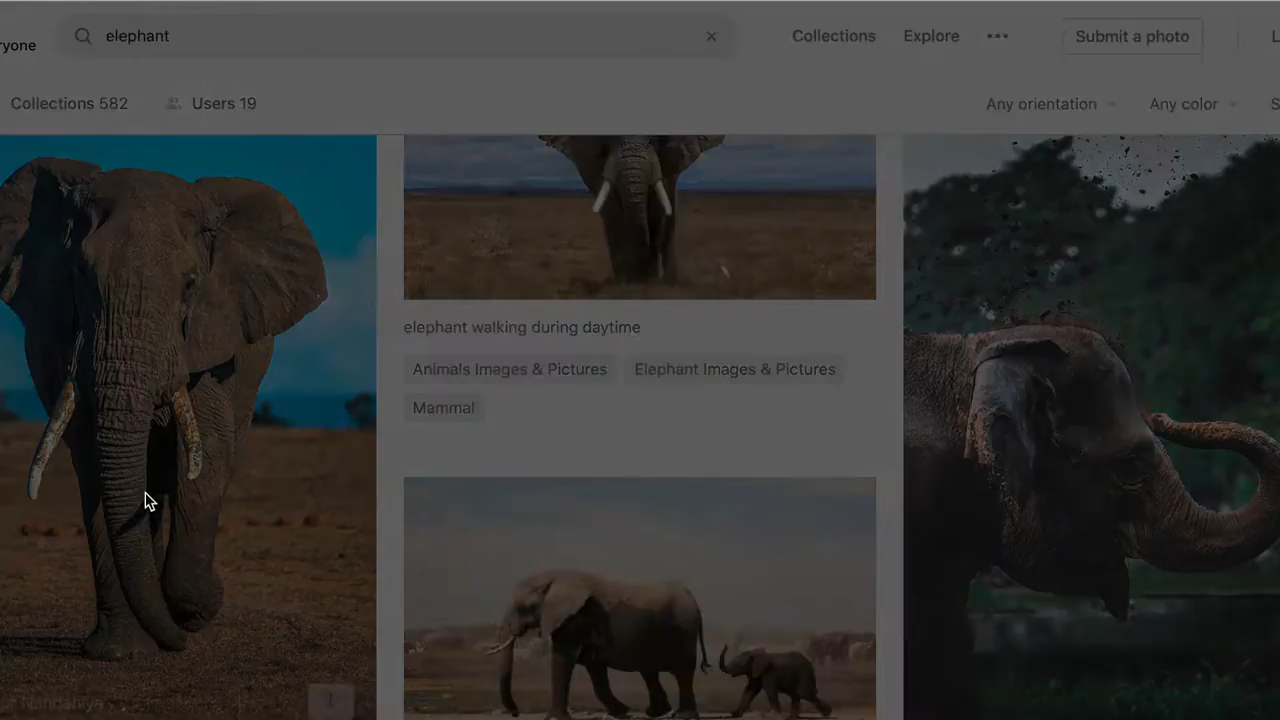 ryone
elephant
Collections
Explore
Submit a photo
L
Collections 582
Users 19
Any orientation
Any color
S
elephant walking during daytime
Animals Images & Pictures
Elephant Images & Pictures
Mammal